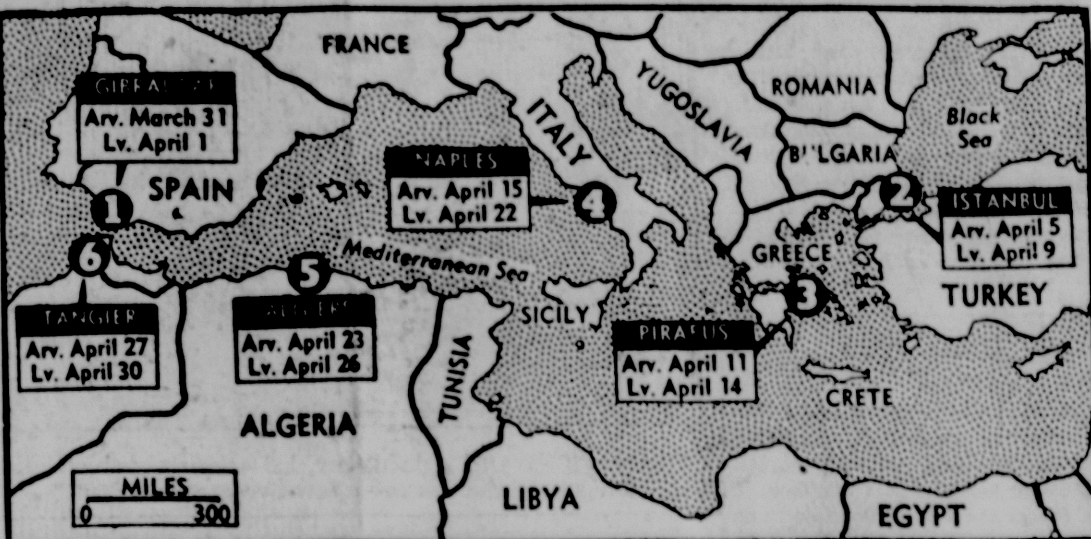 FRANCE
YUGOSLAVIA
ROMANIA
Black
Sea
GIBRALTAR
Arv. March 31
Lv. April 1
ITALY
BULGARIA
NAPLES
Arv. April 15
Lv. April 22
SPAIN
1
4
2
ISTANBUL
Arv. April 5
Lv. April 9
6
5
Mediterranean Sea
GREECE
3
TURKEY
TANGIER
Arv. April 27
Lv. April 30
ALGIERS
Arv. April 23
Lv. April 26
SICILY
PIRAEUS
Arv. April 11
Lv. April 14
TUNISIA
CRETE
ALGERIA
MILES
0 300
LIBYA
EGYPT